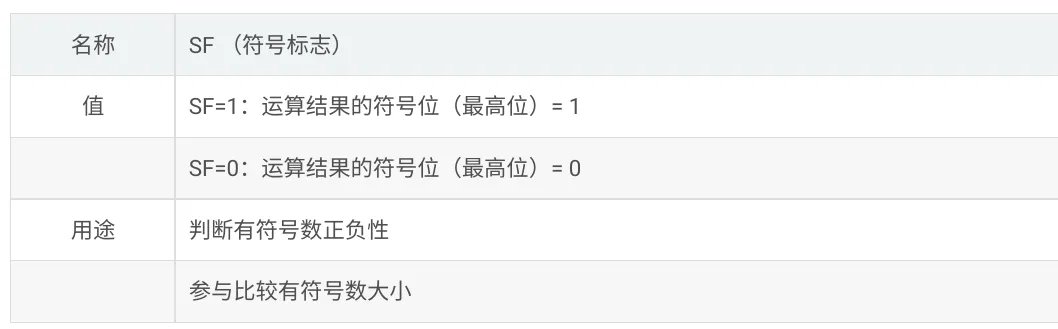 名称 SF （符号标志）
值 SF=1：运算结果的符号位（最高位）= 1
SF=0：运算结果的符号位（最高位）= 0
用途 判断有符号数正负性
参与比较有符号数大小